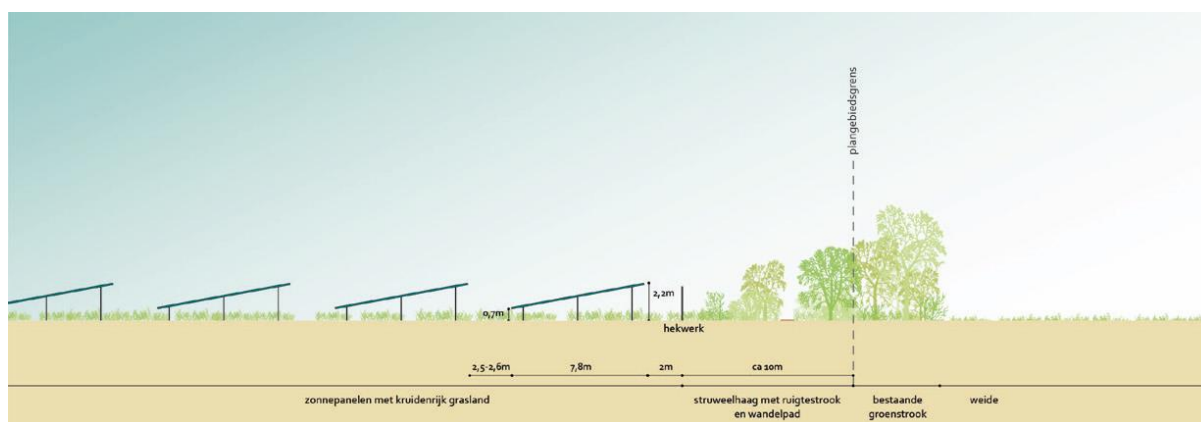 plangebiedsgrens
2,2m
0,7m
hekwerk
2,5-2,6m
7,8m
2m
ca 10m
zonnepanelen met kruidenrijk grasland
struweelhaag met ruigtestrook
en wandelpad
bestaande
groenstrook
weide